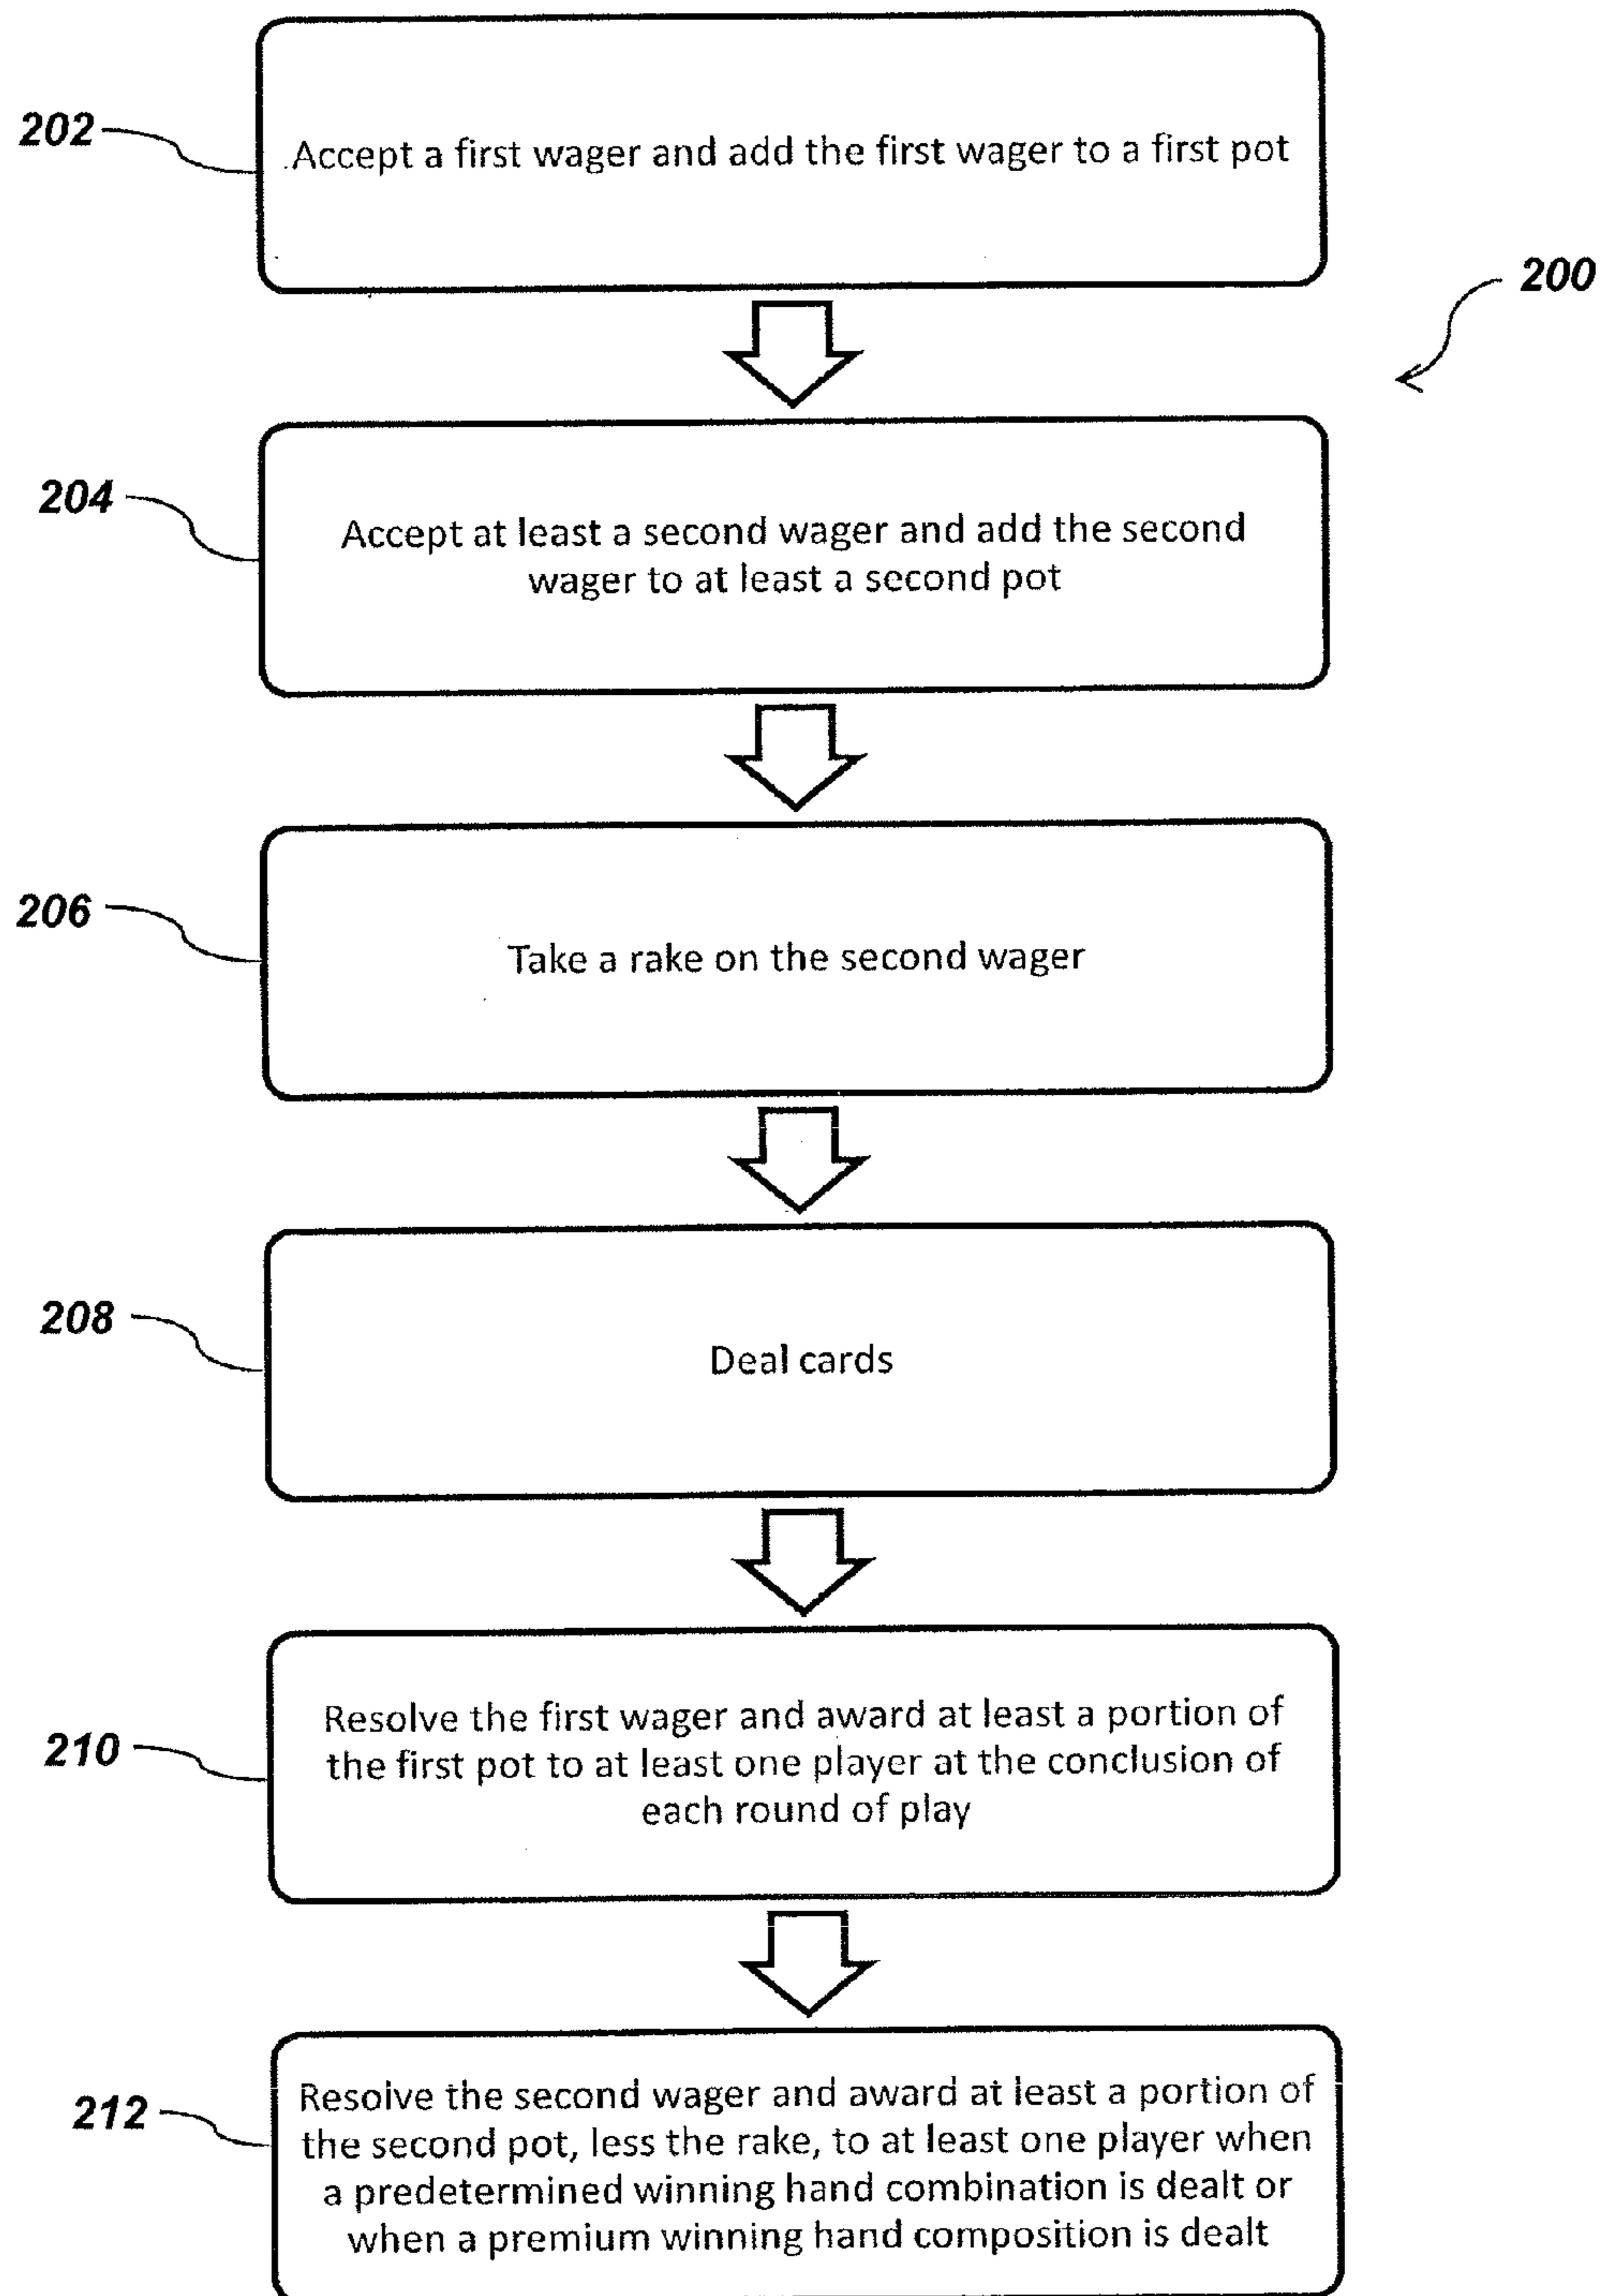 202
Accept a first wager and add the first wager to a first pot
200
204
Accept at least a second wager and add the second
wager to at least a second pot
206
Take a rake on the second wager
208
Deal cards
210
Resolve the first wager and award at least a portion of
the first pot to at least one player at the conclusion of
each round of play
212
Resolve the second wager and award at least a portion of
the second pot, less the rake, to at least one player when
a predetermined winning hand combination is dealt or
when a premium winning hand composition is dealt